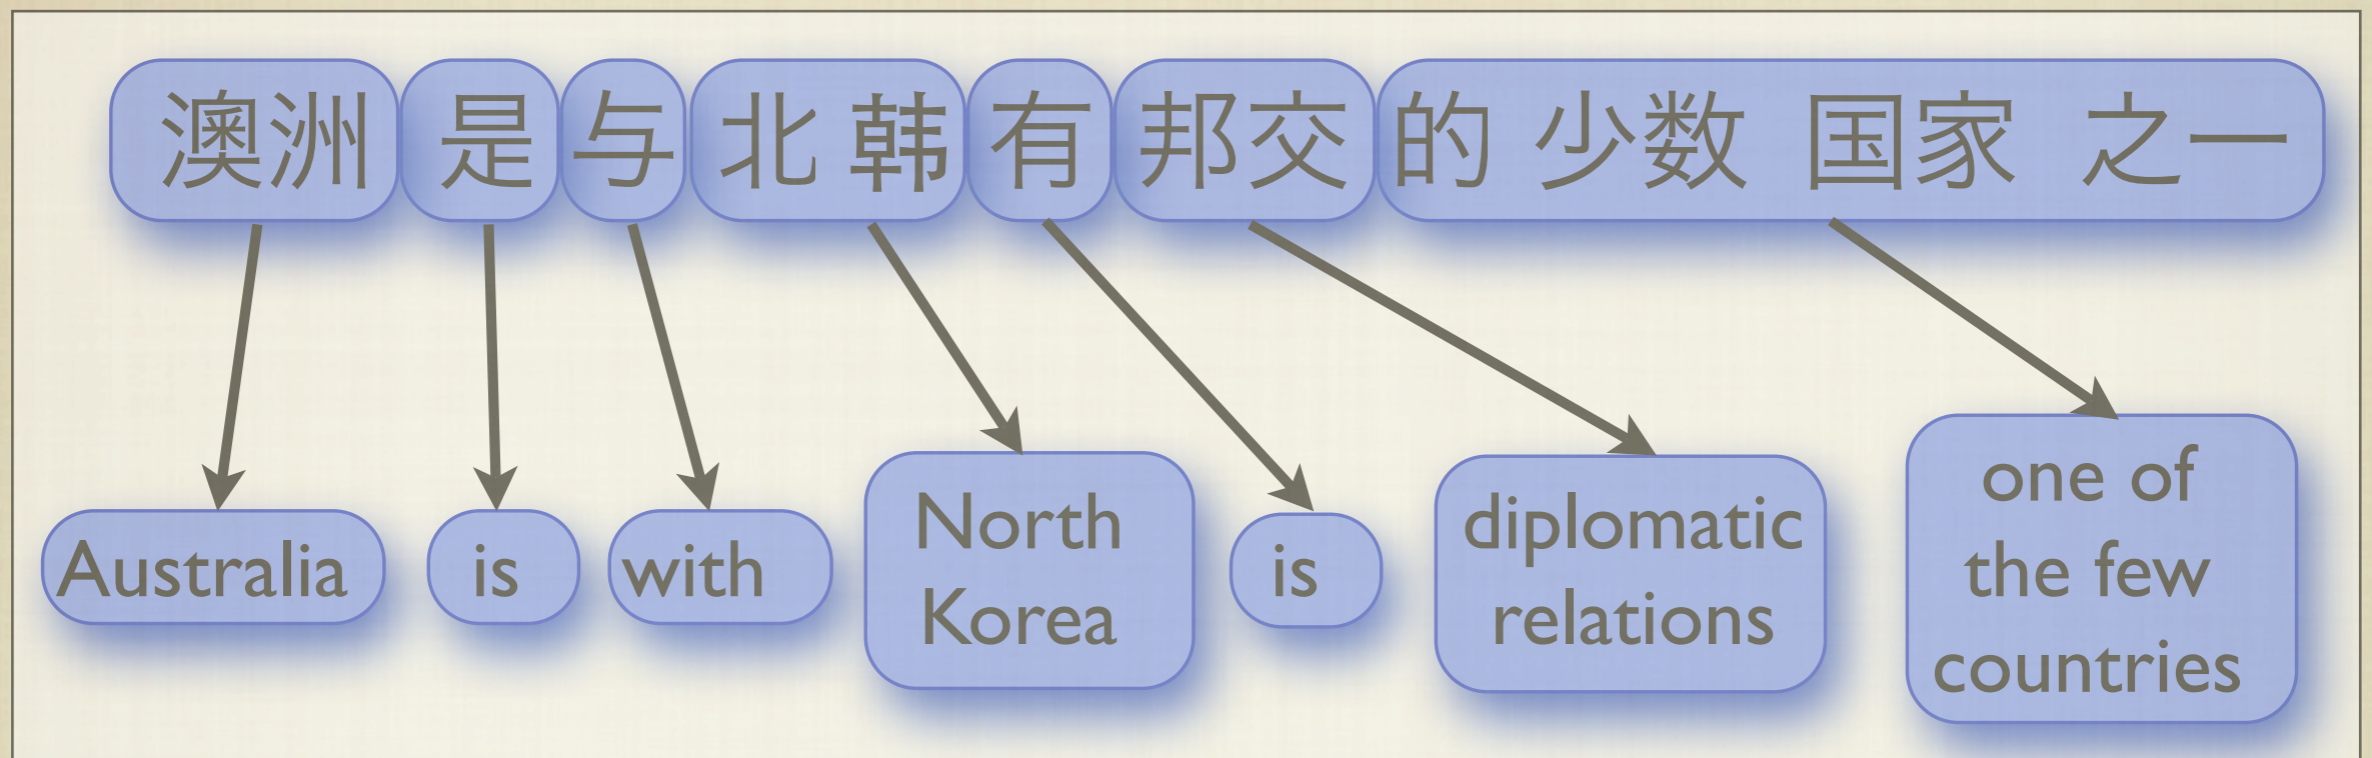 澳洲 是 与 北 韩 有 邦交 的 少数 国家 之一
Australia
is
with
North
Korea
is
diplomatic
relations
one of
the few
countries